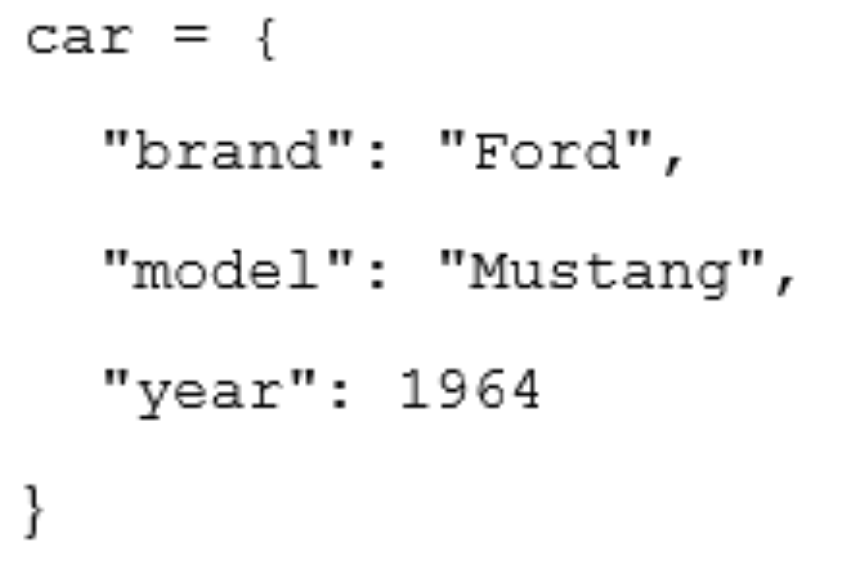 car = {
"brand": "Ford",
"model": "Mustang",
"year": 1964
}